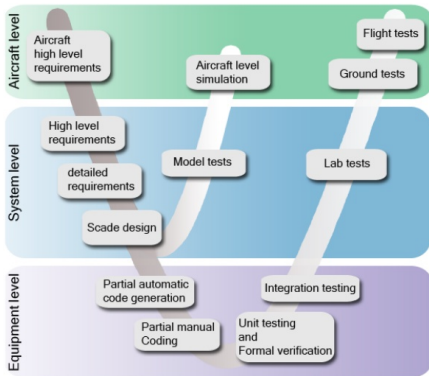 Aircraft level
Aircraft
high level
requirements
Aircraft level
simulation
Flight tests
Ground tests
System level
High level
requirements
detailed
requirements
Scade design
Model tests
Lab tests
Equipment level
Partial automatic
code generation
Partial manual
Coding
Integration testing
Unit testing
and
Formal verification